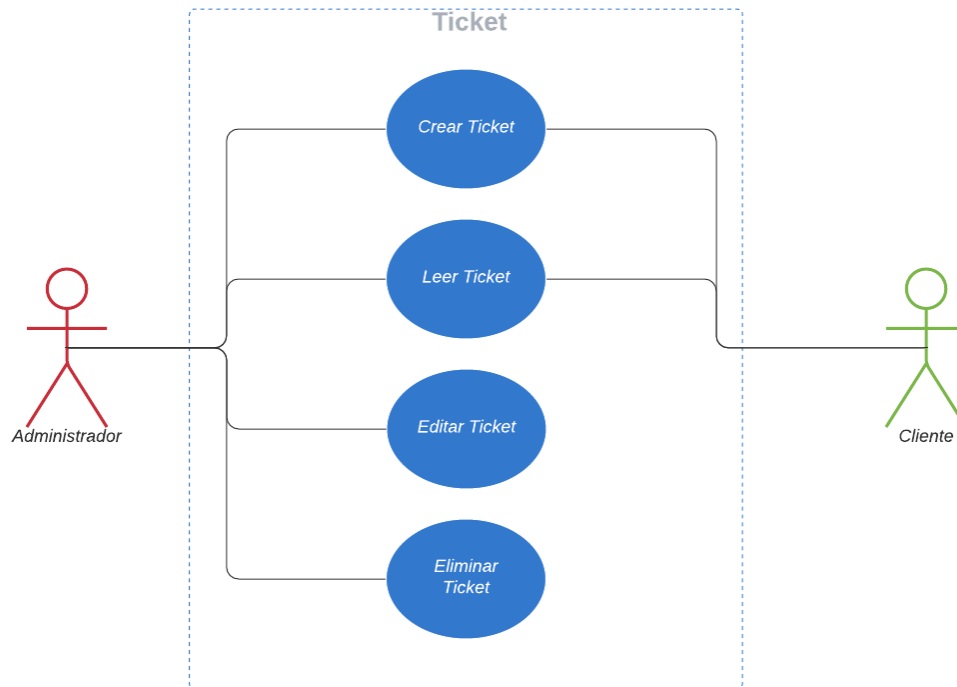 Ticket
Crear Ticket
Leer Ticket
Editar Ticket
Eliminar
Ticket
Administrador
Cliente